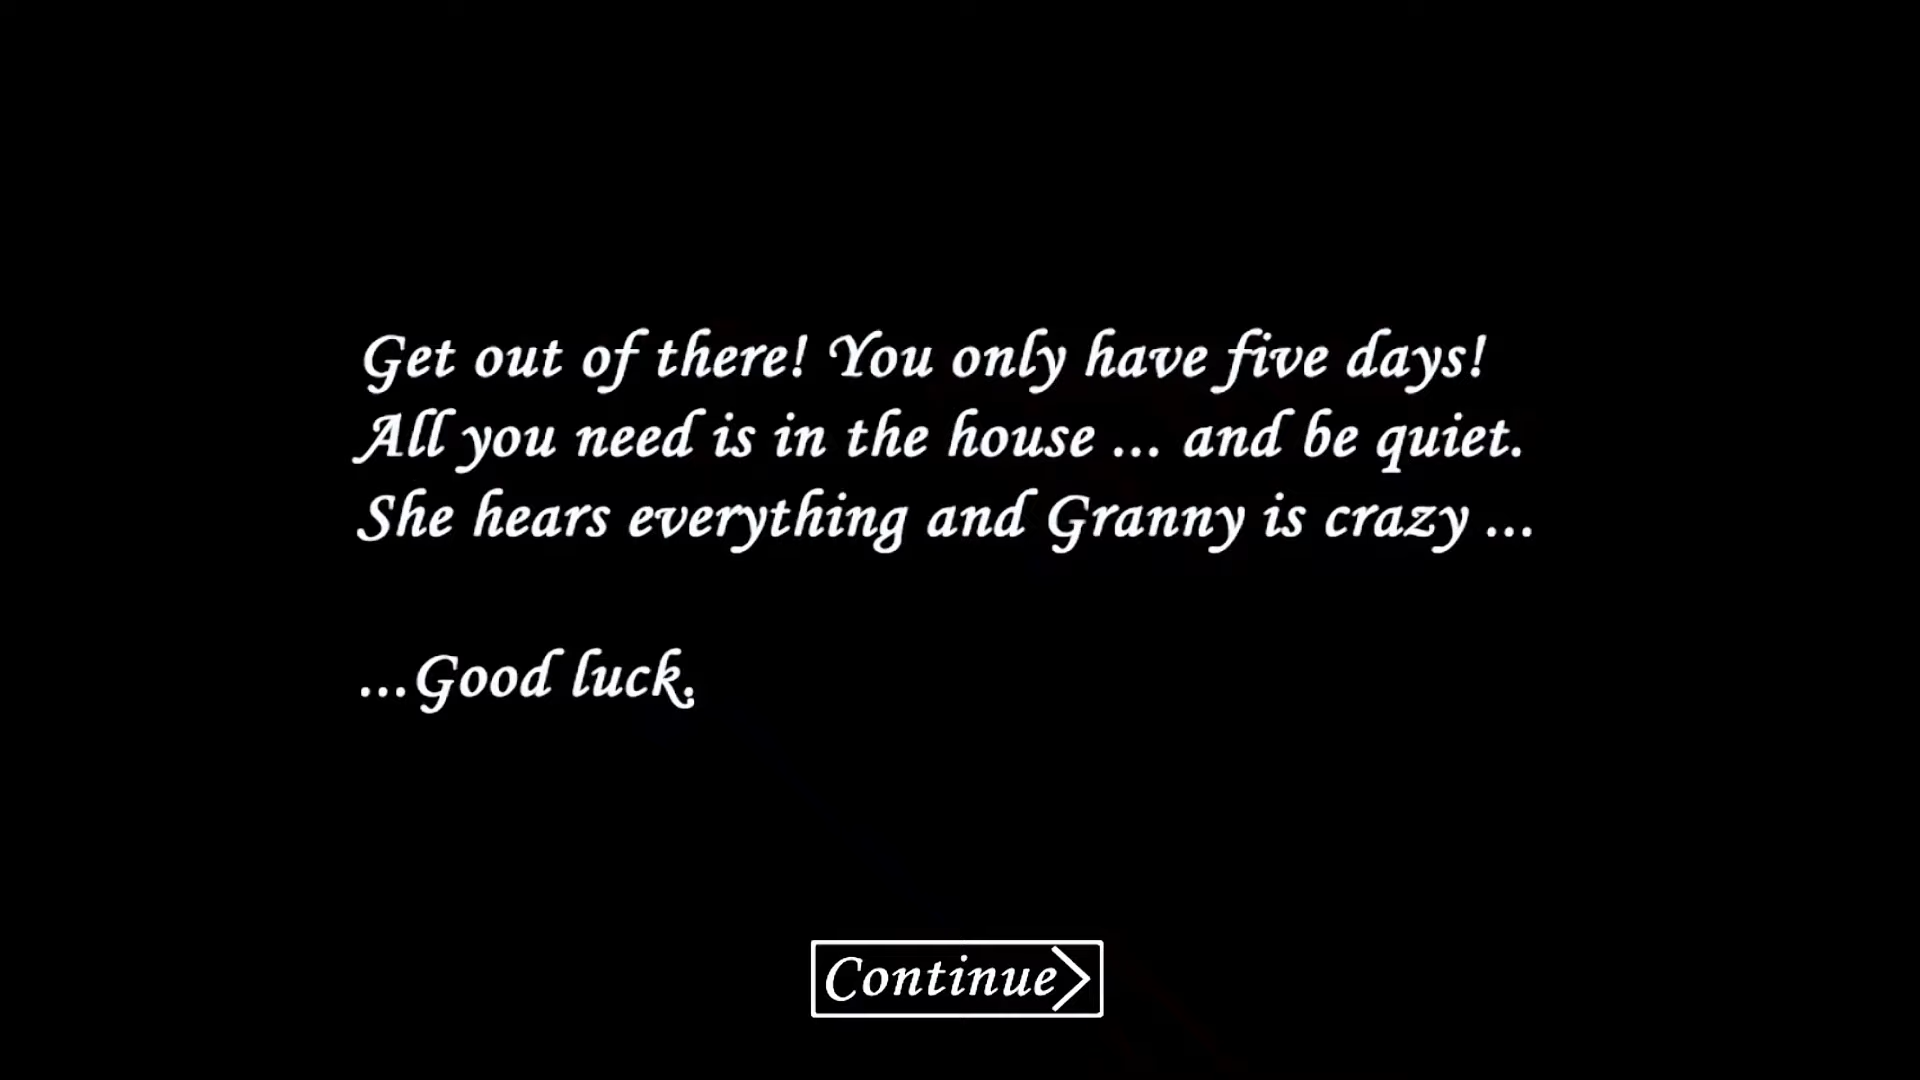 Get out of there! You only have five days!
All you need is in the house ... and be quiet.
She hears everything and Granny is crazy ...
...Good luck.
Continue>